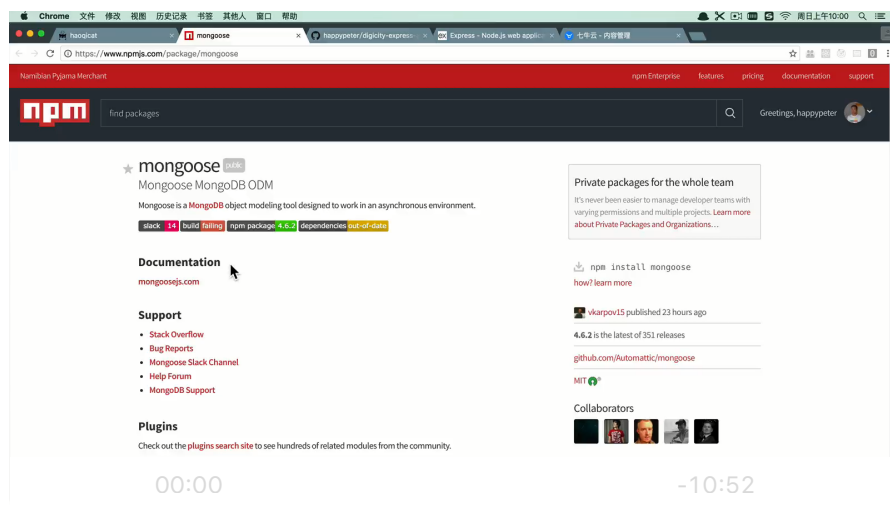 Chrome 文件 修改 视图 历史记录 书签 其他人 窗口 帮助 周日上午10:00
haoqicat × mongoose × happypeter/digicity-express × Express - Node.js web applic × 七牛云 - 内容管理 ×
https://www.npmjs.com/package/mongoose
Namibian Pyjama Merchant npm Enterprise features pricing documentation support
npm find packages Greetings, happypeter
mongoose public
Mongoose MongoDB ODM
Mongoose is a MongoDB object modeling tool designed to work in an asynchronous environment.
slack 14 build failing npm package 4.6.2 dependencies out-of-date
Documentation
mongoosejs.com
Support
Stack Overflow
Bug Reports
Mongoose Slack Channel
Help Forum
MongoDB Support
Plugins
Check out the plugins search site to see hundreds of related modules from the community.
Private packages for the whole team
It's never been easier to manage developer teams with
varying permissions and multiple projects. Learn more
about Private Packages and Organizations…
npm install mongoose
how? learn more
vkarpov15 published 23 hours ago
4.6.2 is the latest of 351 releases
github.com/Automattic/mongoose
MIT
Collaborators
00:00 -10:52